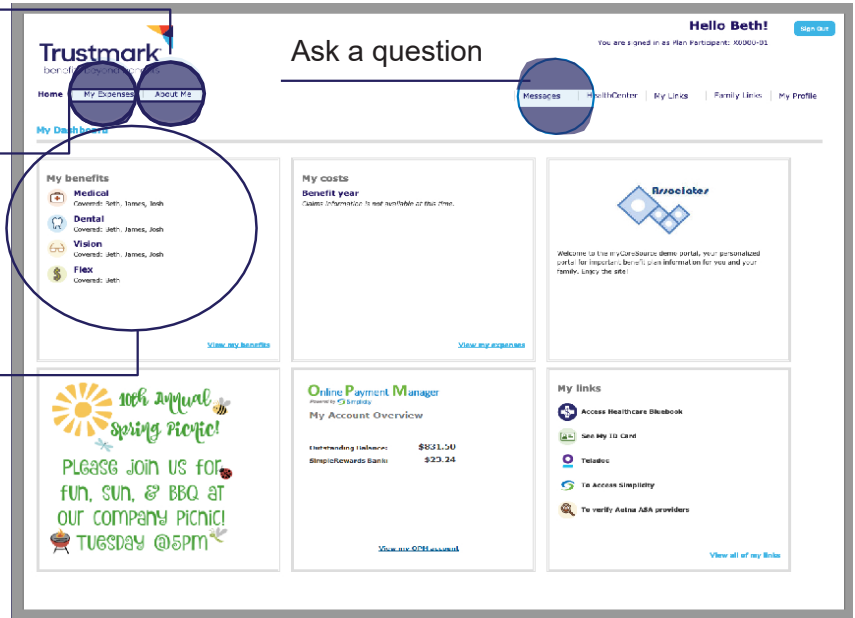 Hello Beth!
Sign Out
You are signed in as Plan Participant: X0000-01
Trustmark
benefits beyond benefits
Ask a question
Home
My Expenses
About Me
Messages
HealthCenter
My Links
Family Links
My Profile
My Dashboard
My benefits
Medical
Covered: Beth, James, Josh
Dental
Covered: Beth, James, Josh
Vision
Covered: Beth, James, Josh
Flex
Covered: Beth
View my benefits
My costs
Benefit year
Claims information is not available at this time.
View my expenses
Associates
Welcome to the myCoreSource demo portal, your personalized
portal for important benefit plan information for you and your
family. Enjoy the site!
10th Annual
Spring Picnic!
Please join us for
fun, sun, & BBQ at
our company picnic!
Tuesday @5pm
Online Payment Manager
Powered by Simplicity
My Account Overview
Outstanding Balance: $831.50
SimpleRewards Bank: $23.24
View my OPM account
My links
Access Healthcare Bluebook
See My ID Card
Teladoc
To Access Simplicity
To verify Aetna ASA providers
View all of my links